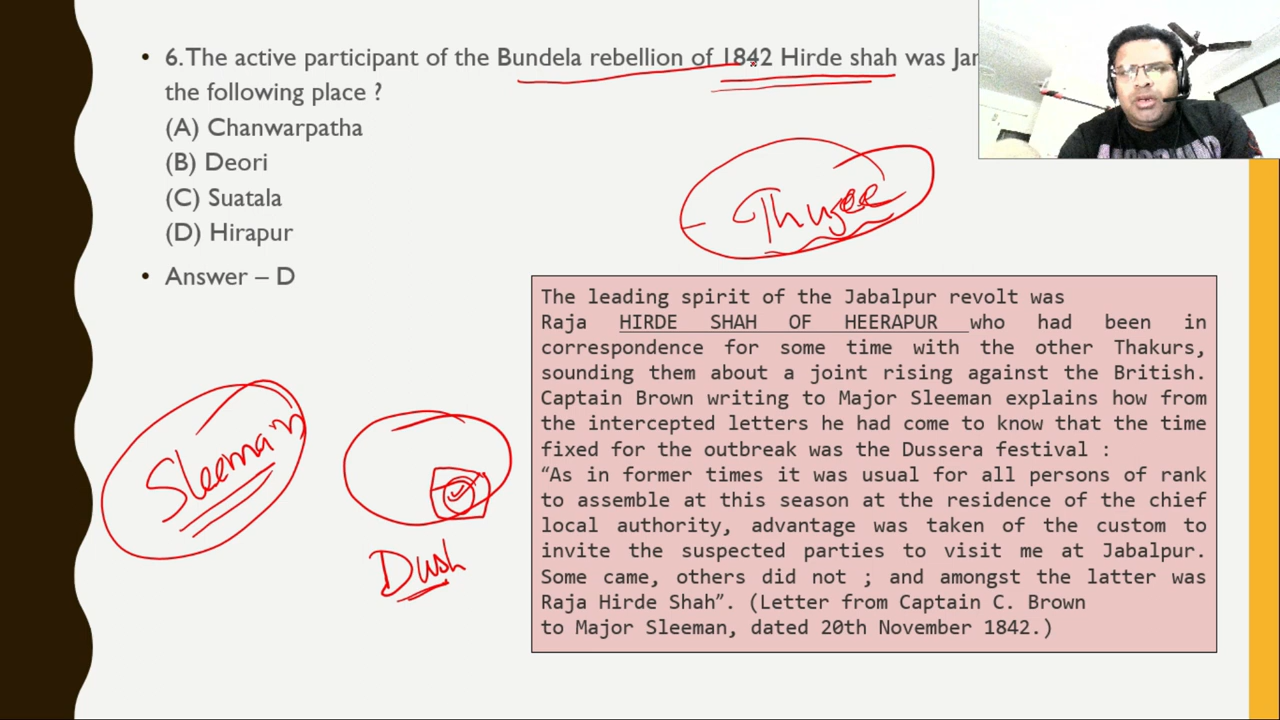 • 6.The active participant of the Bundela rebellion of 1842 Hirde shah was Jar
the following place ?
(A) Chanwarpatha
(B) Deori
(C) Suatala
(D) Hirapur
• Answer – D
Thugee
The leading spirit of the Jabalpur revolt was
Raja HIRDE SHAH OF HEERAPUR who had been in
correspondence for some time with the other Thakurs,
sounding them about a joint rising against the British.
Captain Brown writing to Major Sleeman explains how from
the intercepted letters he had come to know that the time
fixed for the outbreak was the Dussera festival :
“As in former times it was usual for all persons of rank
to assemble at this season at the residence of the chief
local authority, advantage was taken of the custom to
invite the suspected parties to visit me at Jabalpur.
Some came, others did not ; and amongst the latter was
Raja Hirde Shah”. (Letter from Captain C. Brown
to Major Sleeman, dated 20th November 1842.)
Sleeman
Dush